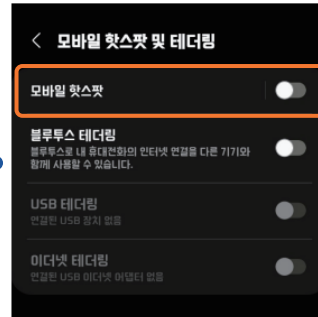 모바일 핫스팟 및 테더링
모바일 핫스팟
블루투스 테더링
블루투스로 내 휴대전화의 인터넷 연결을 다른 기기와
함께 사용할 수 있습니다.
USB 테더링
연결된 USB 장치 없음
이더넷 테더링
연결된 USB 이더넷 어댑터 없음